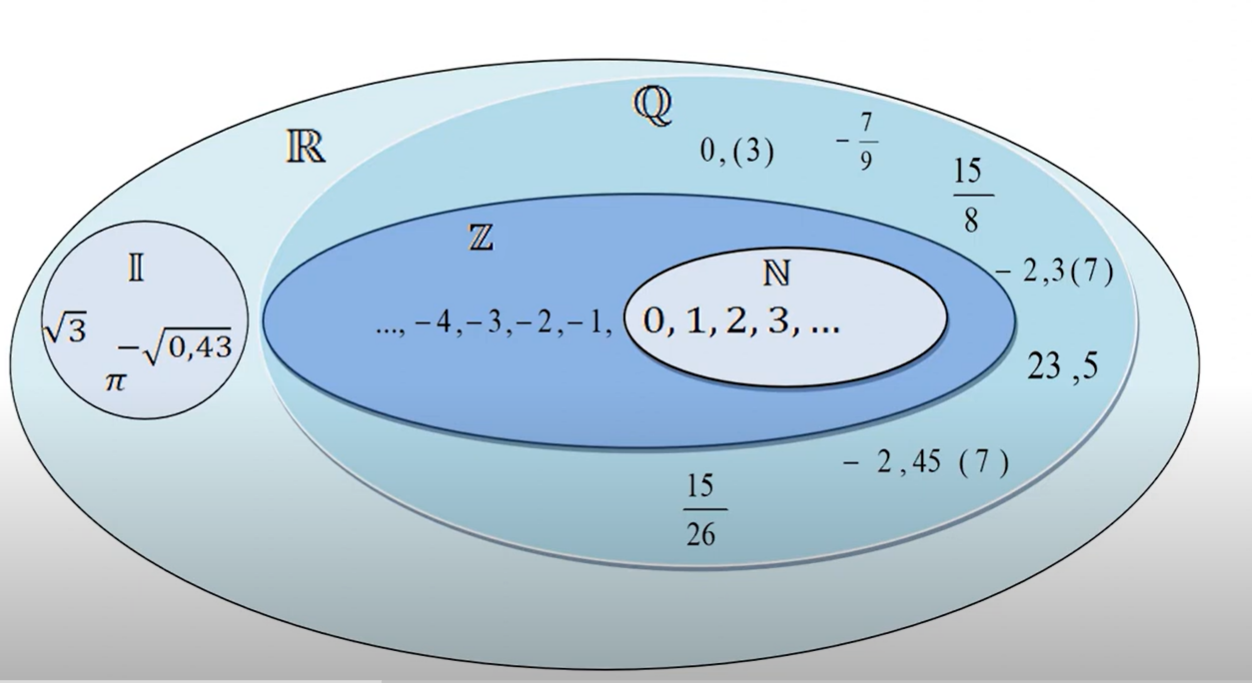 ℚ
0,(3)
- 7/9
ℝ
15/8
ℤ
𝕀
ℕ
- 2,3(7)
√3
-√0,43
π
..., -4,-3,-2,-1,
0, 1, 2, 3, ...
23 ,5
- 2,45 (7)
15/26